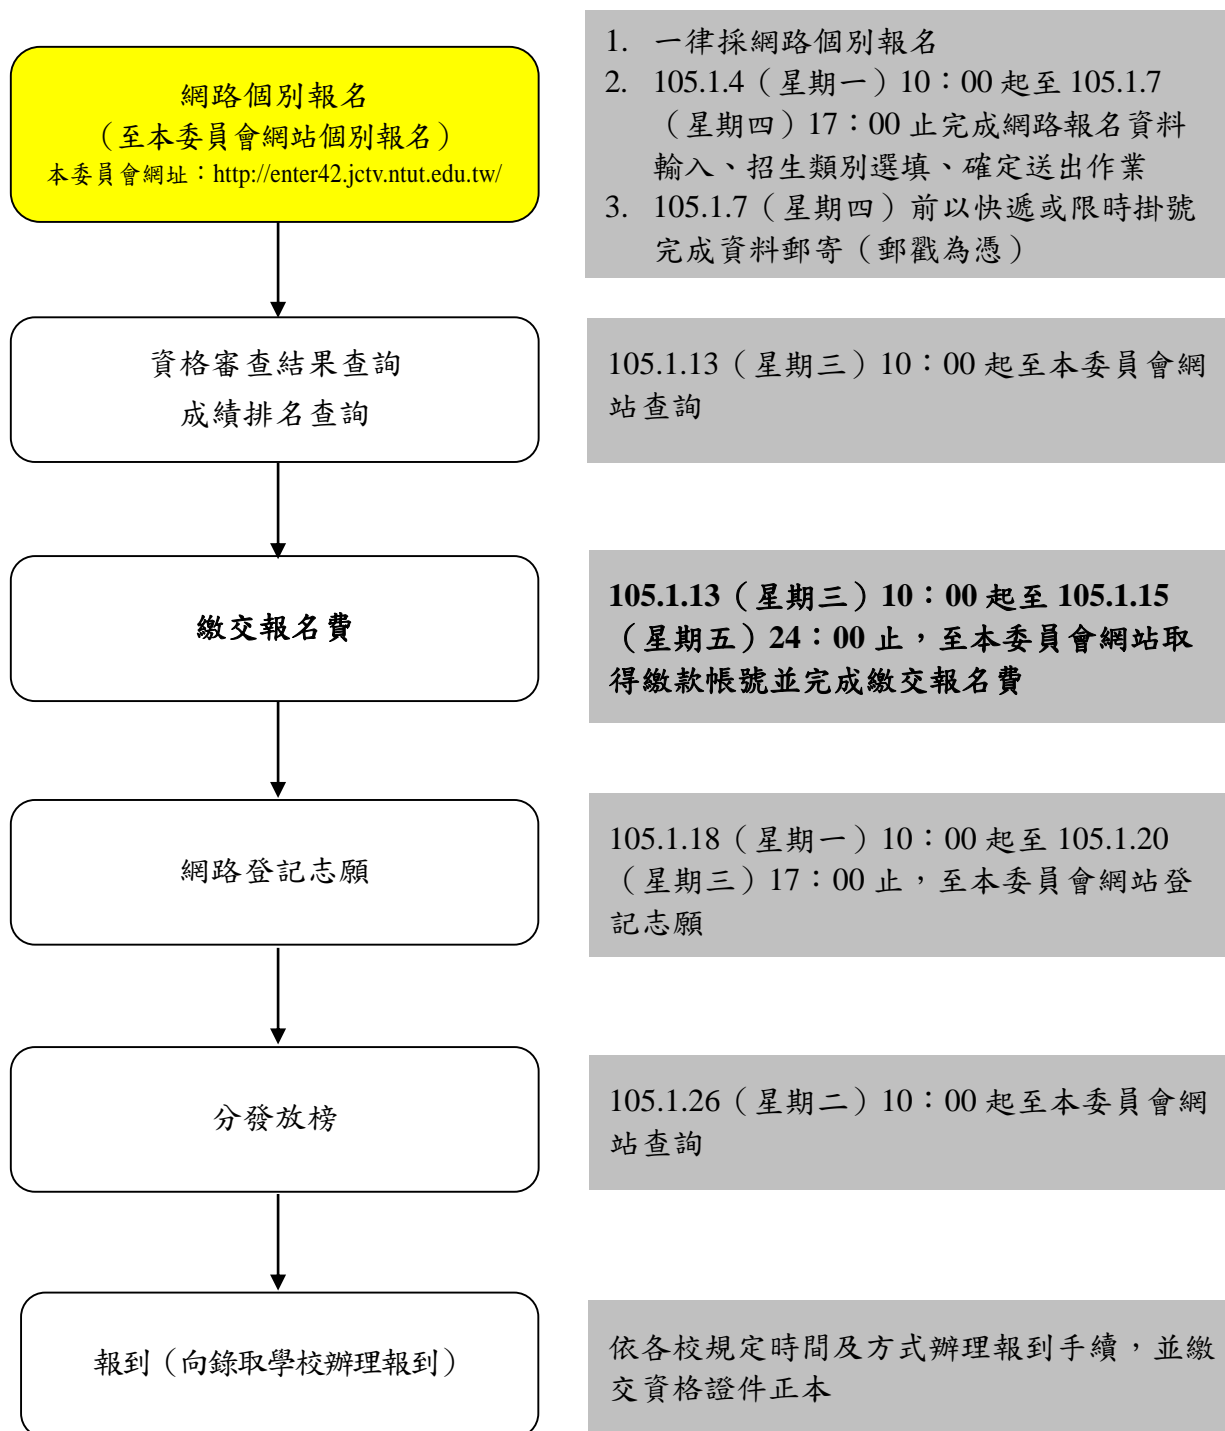 網路個別報名
（至本委員會網站個別報名）
本委員會網址：http://enter42.jctv.ntut.edu.tw/
1. 一律採網路個別報名
2. 105.1.4（星期一）10：00 起至 105.1.7
（星期四）17：00 止完成網路報名資料
輸入、招生類別選填、確定送出作業
3. 105.1.7（星期四）前以快遞或限時掛號
完成資料郵寄（郵戳為憑）
資格審查結果查詢
成績排名查詢
105.1.13（星期三）10：00 起至本委員會網
站查詢
繳交報名費
105.1.13（星期三）10：00 起至 105.1.15
（星期五）24：00 止，至本委員會網站取
得繳款帳號並完成繳交報名費
網路登記志願
105.1.18（星期一）10：00 起至 105.1.20
（星期三）17：00 止，至本委員會網站登
記志願
分發放榜
105.1.26（星期二）10：00 起至本委員會網
站查詢
報到（向錄取學校辦理報到）
依各校規定時間及方式辦理報到手續，並繳
交資格證件正本